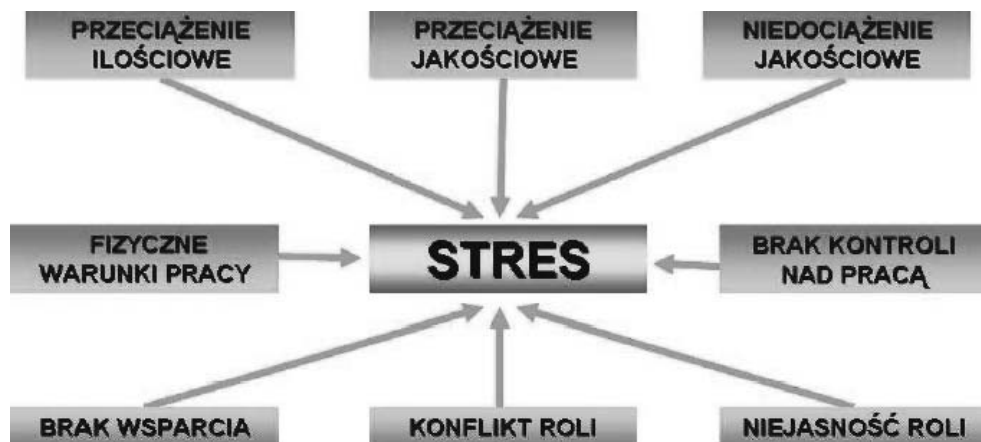 PRZECIĄŻENIE
ILOŚCIOWE
PRZECIĄŻENIE
JAKOŚCIOWE
NIEDOCIĄŻENIE
JAKOŚCIOWE
FIZYCZNE
WARUNKI PRACY
STRES
BRAK KONTROLI
NAD PRACĄ
BRAK WSPARCIA
KONFLIKT ROLI
NIEJASNOŚĆ ROLI